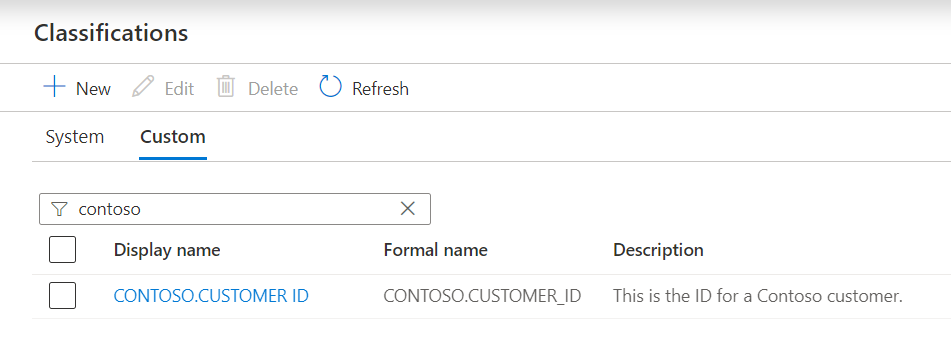 Classifications
New Edit Delete Refresh
System Custom
contoso
Display name Formal name Description
CONTOSO.CUSTOMER ID CONTOSO.CUSTOMER_ID This is the ID for a Contoso customer.